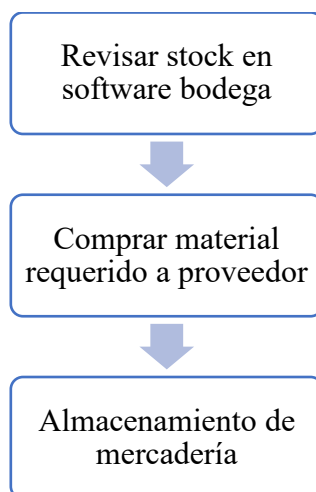 Revisar stock en
software bodega
Comprar material
requerido a proveedor
Almacenamiento de
mercadería